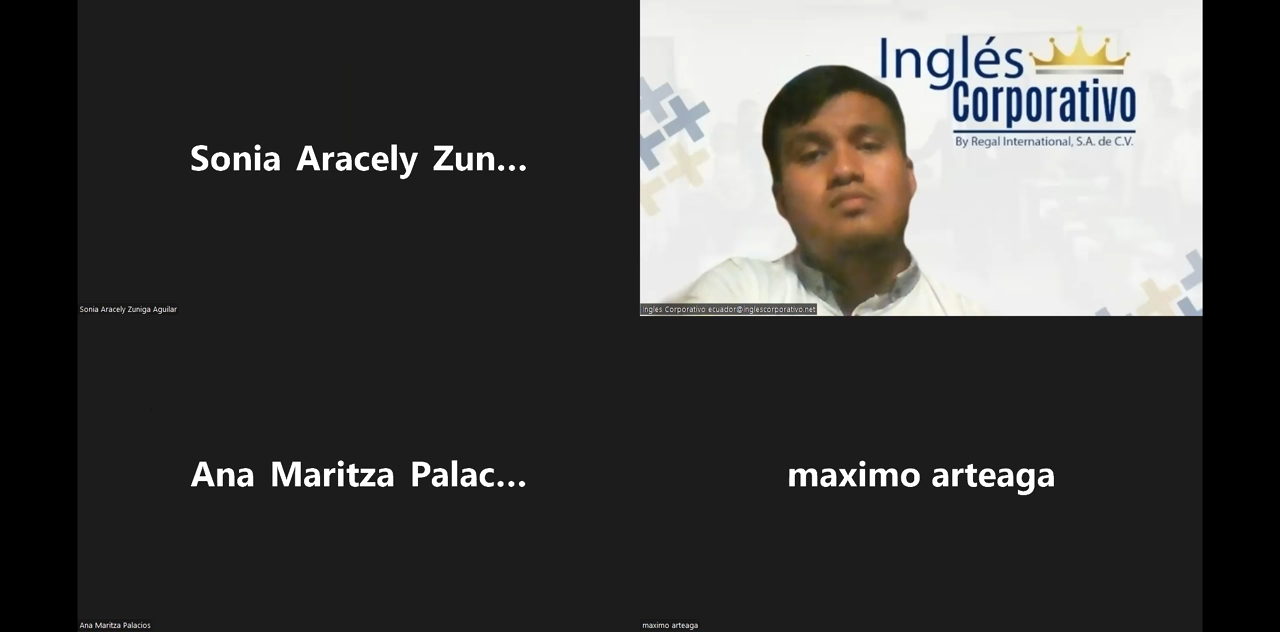 Sonia Aracely Zun...
Sonia Aracely Zuniga Aguilar
Inglés
Corporativo
By Regal International, S.A. de C.V.
Ingles Corporativo ecuador@inglescorporativo.net
Ana Maritza Palac...
Ana Maritza Palacios
maximo arteaga
maximo arteaga